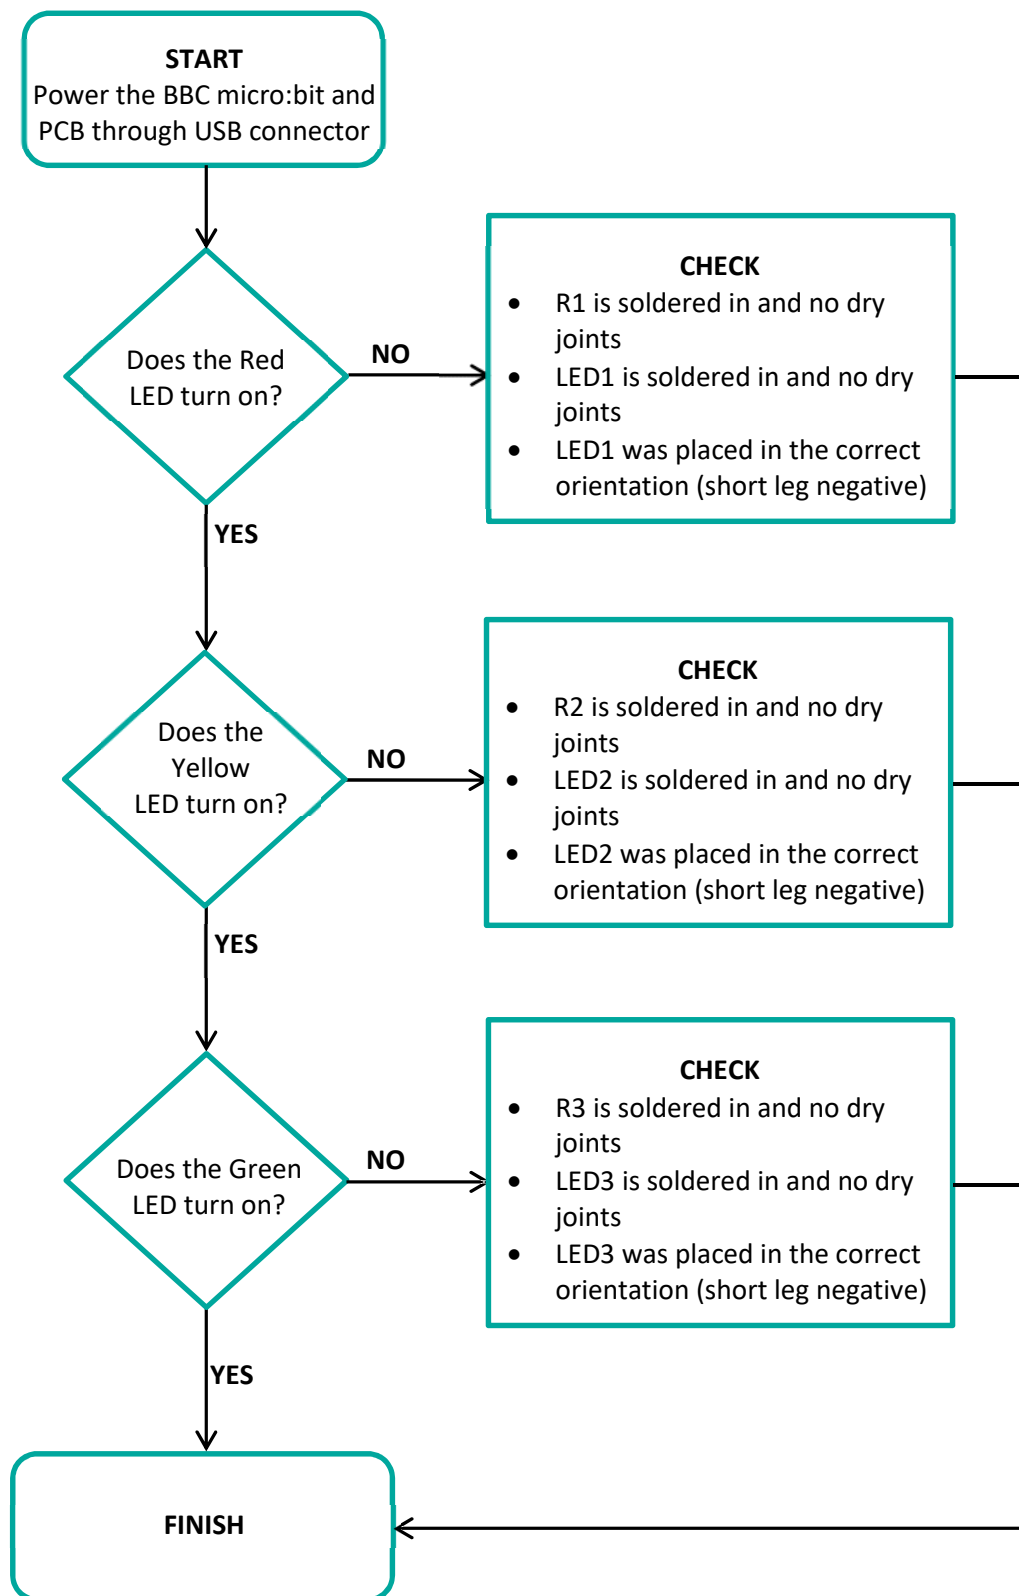 START
Power the BBC micro:bit and
PCB through USB connector
Does the Red
LED turn on?
NO
CHECK
• R1 is soldered in and no dry
joints
• LED1 is soldered in and no dry
joints
• LED1 was placed in the correct
orientation (short leg negative)
YES
Does the
Yellow
LED turn on?
NO
CHECK
• R2 is soldered in and no dry
joints
• LED2 is soldered in and no dry
joints
• LED2 was placed in the correct
orientation (short leg negative)
YES
Does the Green
LED turn on?
NO
CHECK
• R3 is soldered in and no dry
joints
• LED3 is soldered in and no dry
joints
• LED3 was placed in the correct
orientation (short leg negative)
YES
FINISH